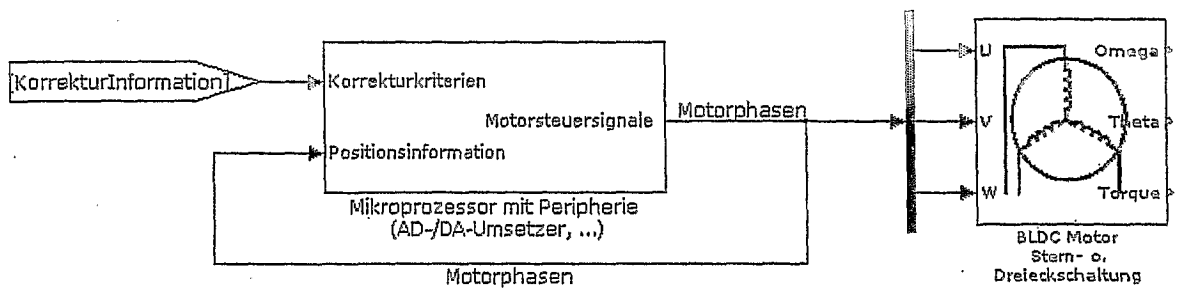 [KorrekturInformation]
Korrekturkriterien
Motorsteuersignale
Positionsinformation
Mikroprozessor mit Peripherie
(AD-/DA-Umsetzer, ...)
Motorphasen
Motorphasen
U
V
W
Omega
Theta
Torque
BLDC Motor
Stern- o.
Dreieckschaltung